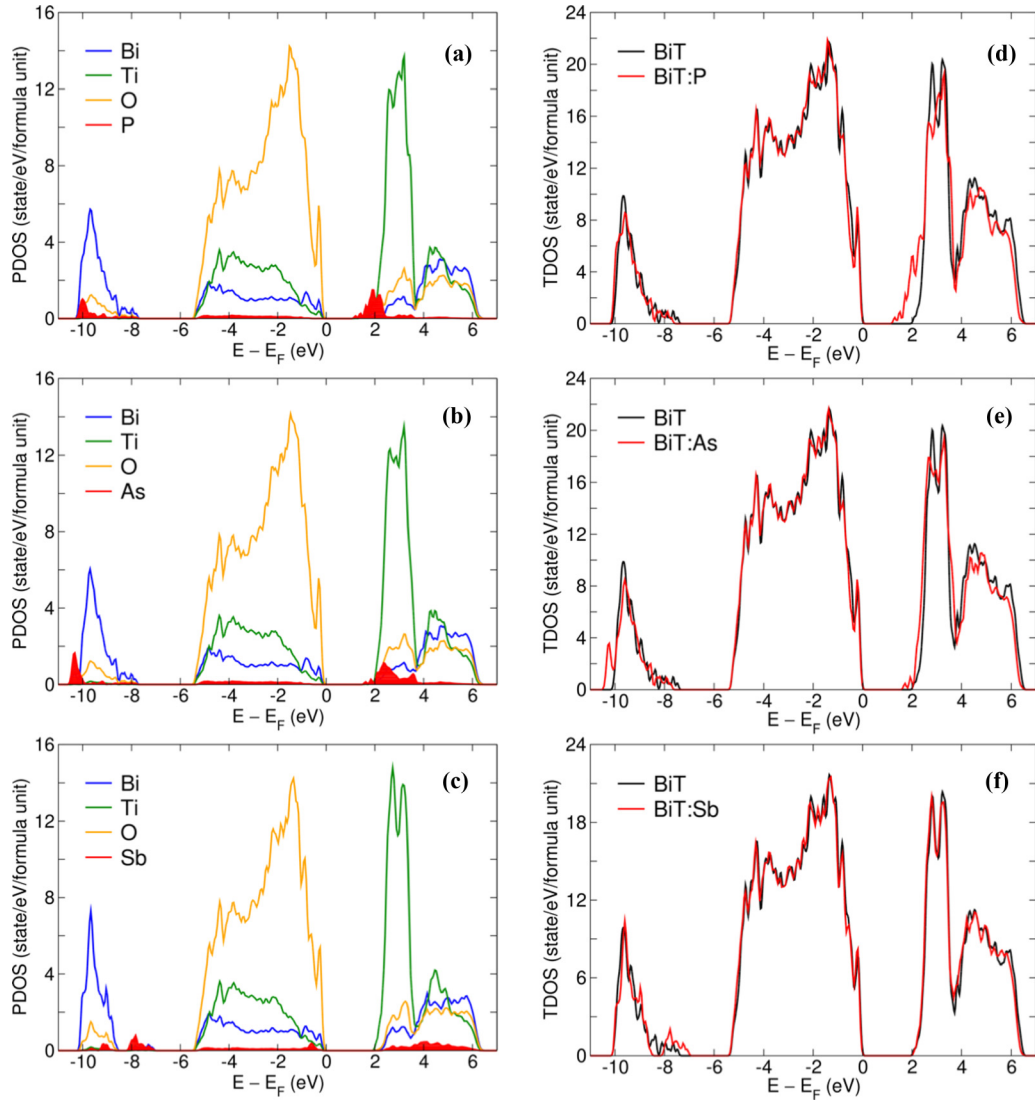 16
12
8
4
0
PDOS (state/eV/formula unit)
Bi
Ti
O
P
(a)
-10 -8 -6 -4 -2 0 2 4 6
E − E_F (eV)
24
20
16
12
8
4
0
TDOS (state/eV/formula unit)
BiT
BiT:P
(d)
-10 -8 -6 -4 -2 0 2 4 6
E − E_F (eV)
16
12
8
4
0
PDOS (state/eV/formula unit)
Bi
Ti
O
As
(b)
-10 -8 -6 -4 -2 0 2 4 6
E − E_F (eV)
24
20
16
12
8
4
0
TDOS (state/eV/formula unit)
BiT
BiT:As
(e)
-10 -8 -6 -4 -2 0 2 4 6
E − E_F (eV)
16
12
8
4
0
PDOS (state/eV/formula unit)
Bi
Ti
O
Sb
(c)
-10 -8 -6 -4 -2 0 2 4 6
E − E_F (eV)
24
18
15
12
8
4
0
TDOS (state/eV/formula unit)
BiT
BiT:Sb
(f)
-10 -8 -6 -4 -2 0 2 4 6
E − E_F (eV)